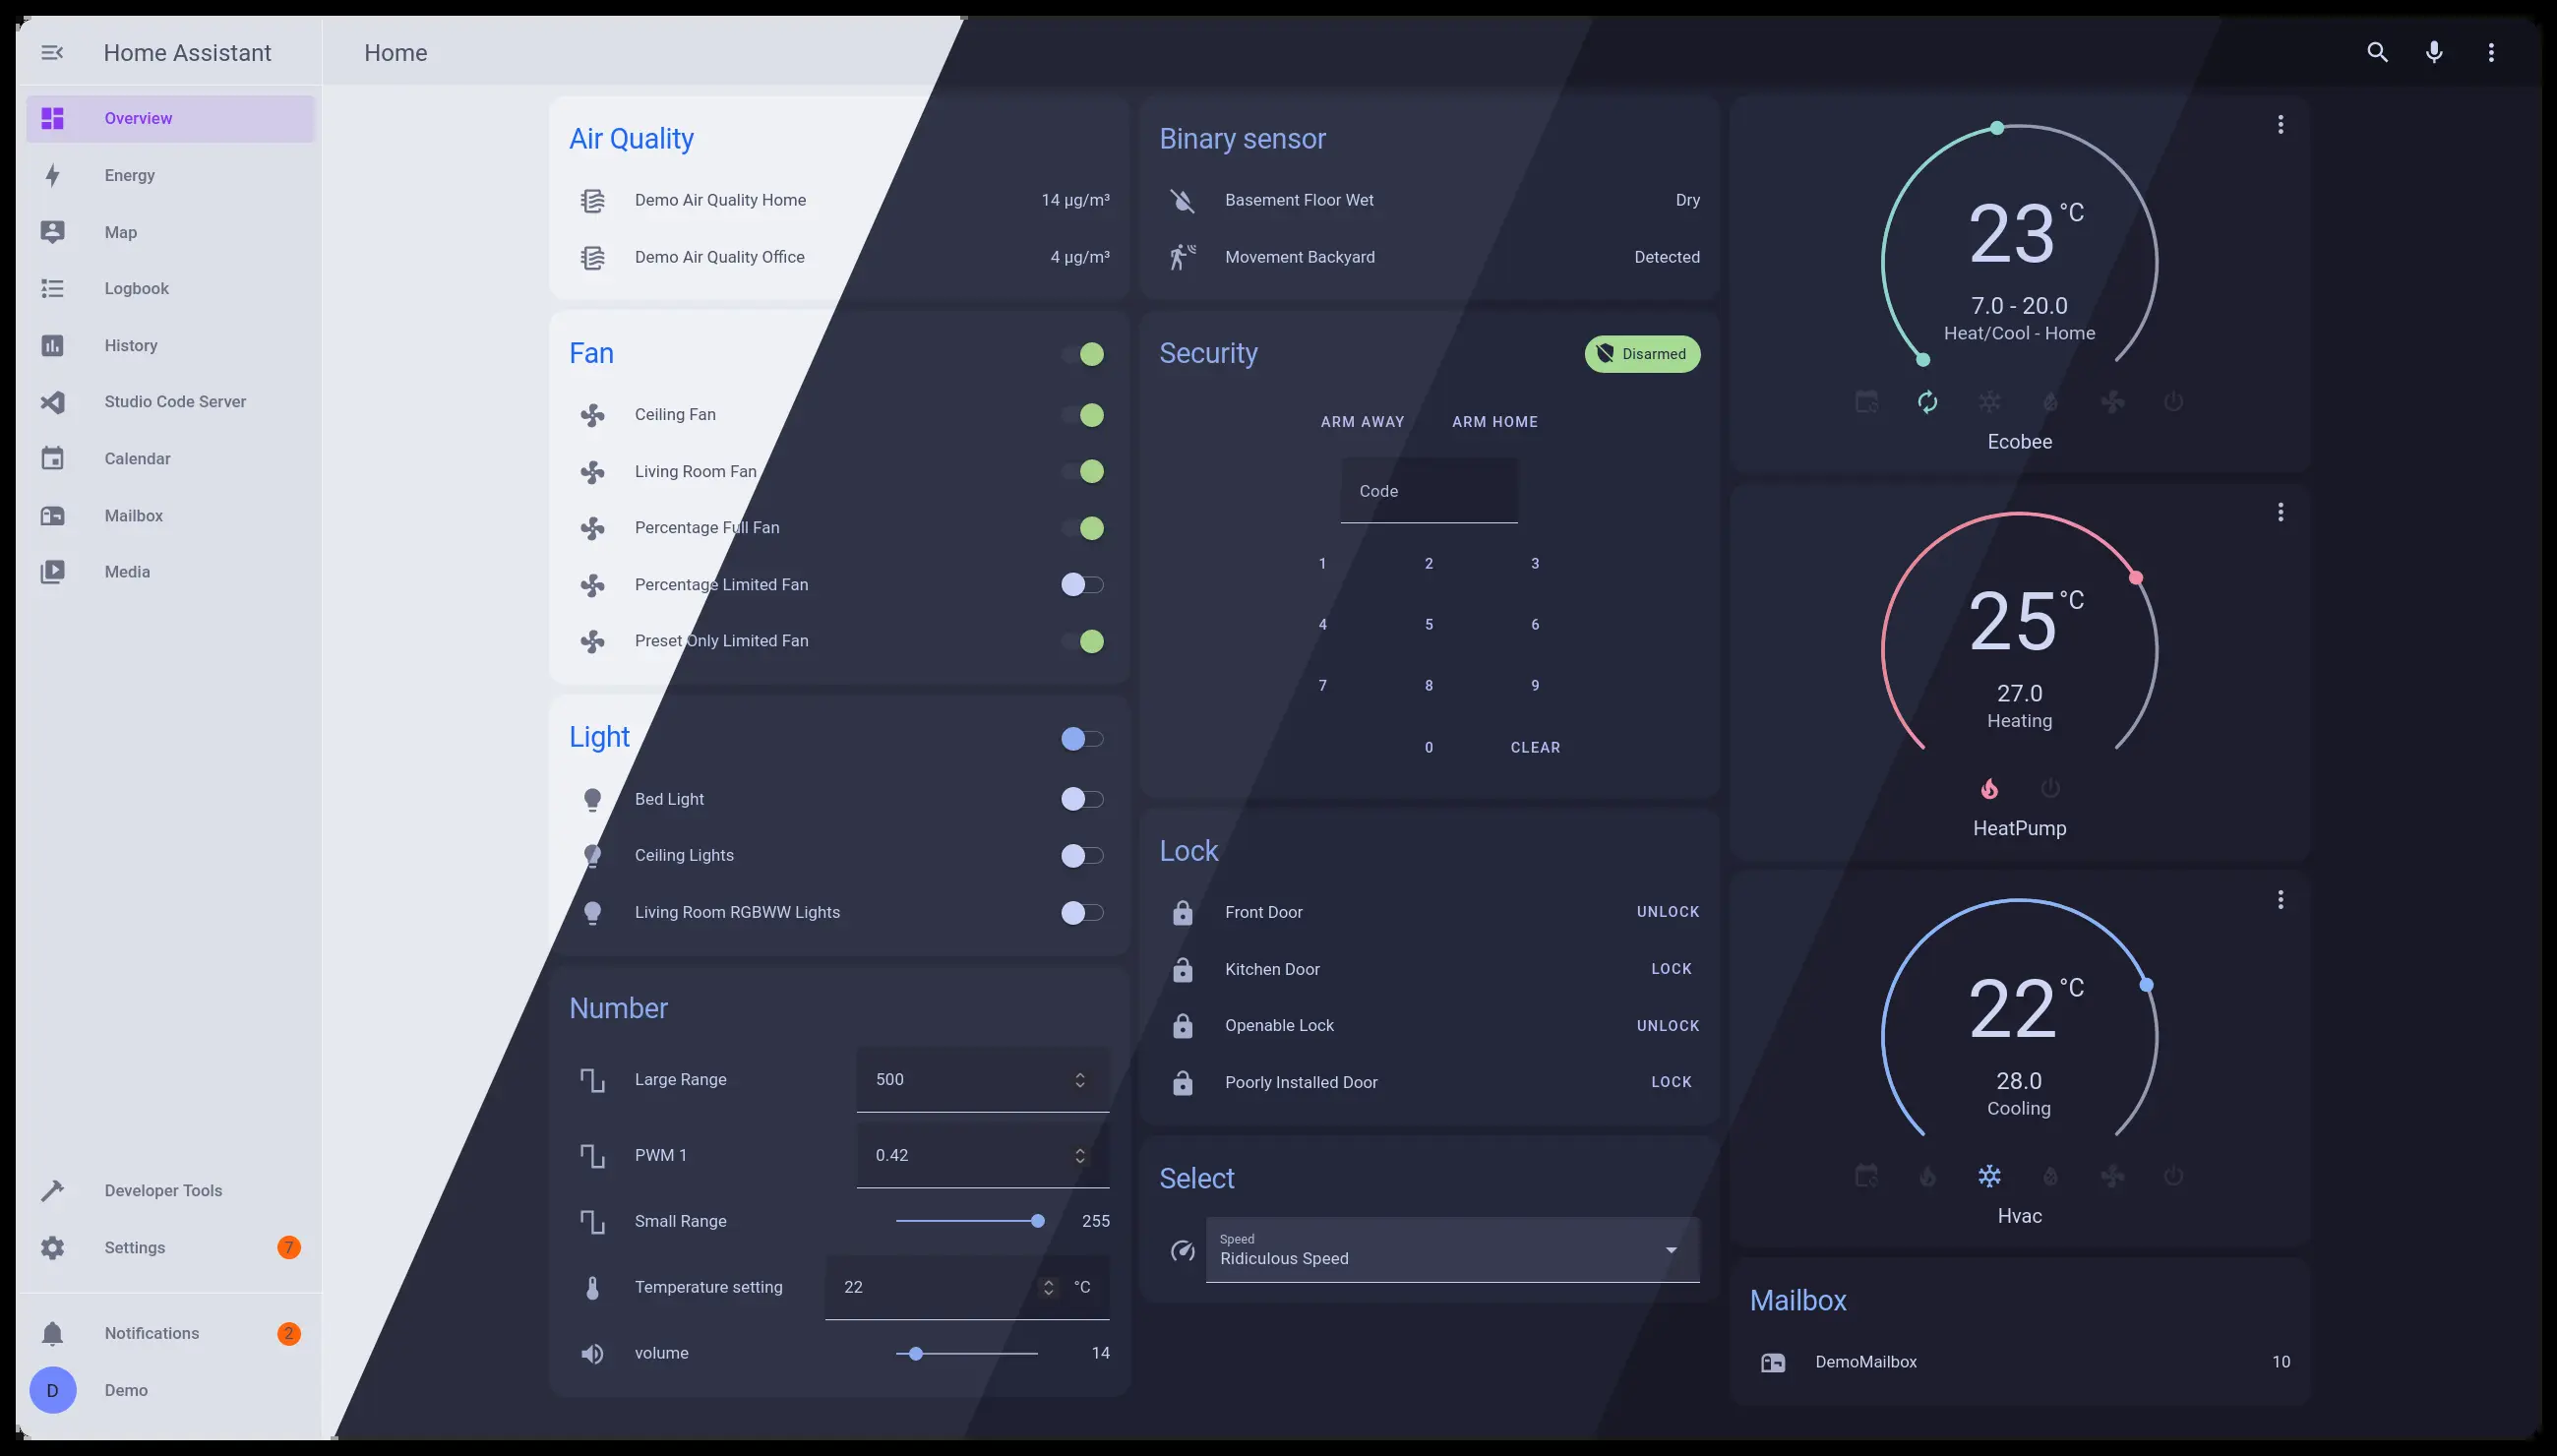 Home Assistant
Home
Overview
Energy
Map
Logbook
History
Studio Code Server
Calendar
Mailbox
Media
Developer Tools
Settings 7
Notifications 2
D Demo
Air Quality
Demo Air Quality Home 14 µg/m³
Demo Air Quality Office 4 µg/m³
Fan
Ceiling Fan
Living Room Fan
Percentage Full Fan
Percentage Limited Fan
Preset Only Limited Fan
Light
Bed Light
Ceiling Lights
Living Room RGBWW Lights
Number
Large Range 500
PWM 1 0.42
Small Range 255
Temperature setting 22 °C
volume 14
Binary sensor
Basement Floor Wet Dry
Movement Backyard Detected
Security Disarmed
ARM AWAY ARM HOME
Code
1 2 3
4 5 6
7 8 9
0 CLEAR
Lock
Front Door UNLOCK
Kitchen Door LOCK
Openable Lock UNLOCK
Poorly Installed Door LOCK
Select
Speed
Ridiculous Speed
23 °C
7.0 - 20.0
Heat/Cool - Home
Ecobee
25 °C
27.0
Heating
HeatPump
22 °C
28.0
Cooling
Hvac
Mailbox
DemoMailbox 10